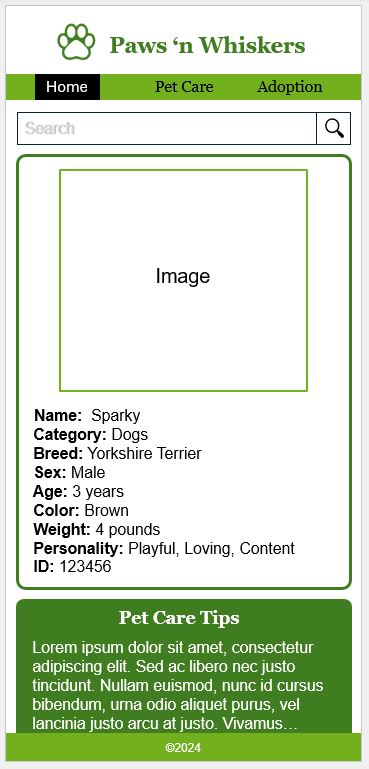 Paws ‘n Whiskers
Home Pet Care Adoption
Search
Image
Name: Sparky
Category: Dogs
Breed: Yorkshire Terrier
Sex: Male
Age: 3 years
Color: Brown
Weight: 4 pounds
Personality: Playful, Loving, Content
ID: 123456
Pet Care Tips
Lorem ipsum dolor sit amet, consectetur
adipiscing elit. Sed ac libero nec justo
tincidunt. Nullam euismod, nunc id cursus
bibendum, urna odio aliquet purus, vel
lancinia justo arcu at justo. Vivamus…
©2024